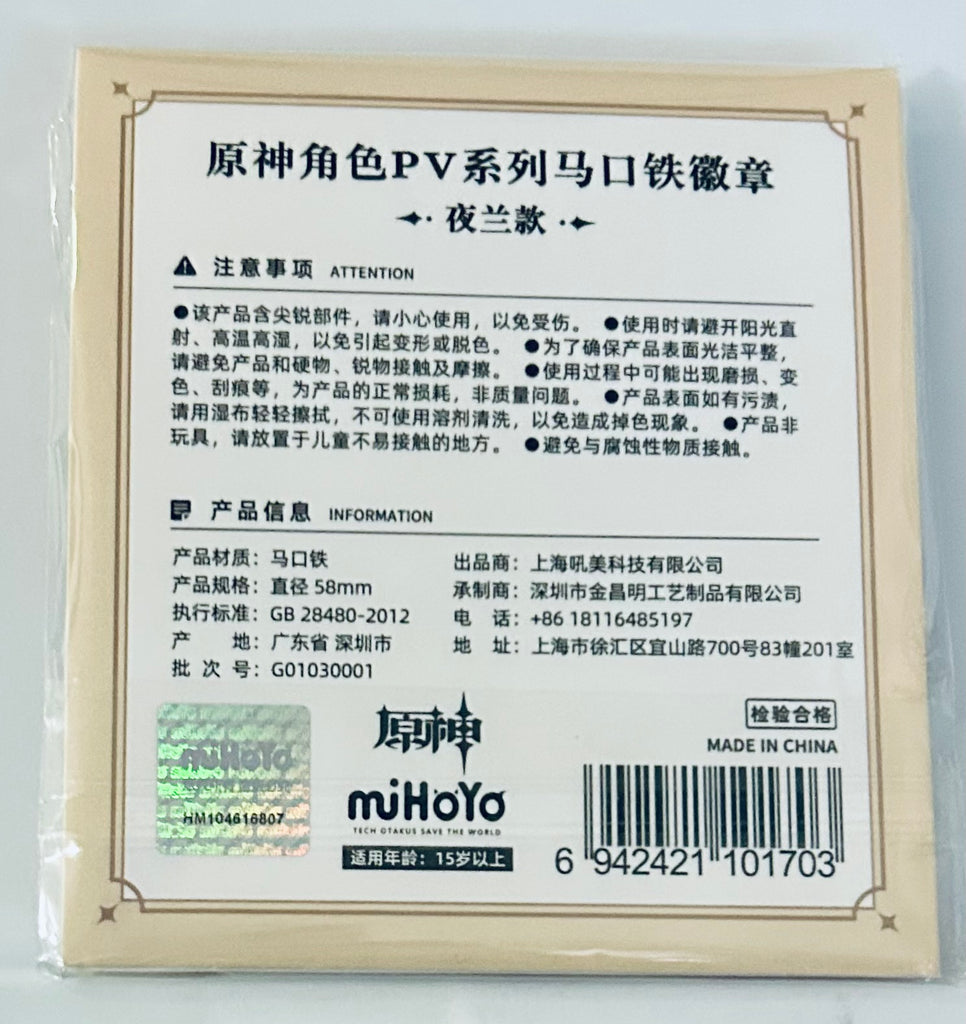 原神角色PV系列马口铁徽章
夜兰款
注意事项 ATTENTION
●该产品含尖锐部件，请小心使用，以免受伤。 ●使用时请避开阳光直
射、高温高湿，以免引起变形或脱色。 ●为了确保产品表面光洁平整，
请避免产品和硬物、锐物接触及摩擦。 ●使用过程中可能出现磨损、变
色、刮痕等，为产品的正常损耗，非质量问题。 ●产品表面如有污渍，
请用湿布轻轻擦拭，不可使用溶剂清洗，以免造成掉色现象。 ●产品非
玩具，请放置于儿童不易接触的地方。 ●避免与腐蚀性物质接触。
产品信息 INFORMATION
产品材质：马口铁
产品规格：直径 58mm
执行标准：GB 28480-2012
产 地：广东省 深圳市
批 次 号：G01030001
出品商：上海吼美科技有限公司
承制商：深圳市金昌明工艺制品有限公司
电 话：+86 18116485197
地 址：上海市徐汇区宜山路700号83幢201室
miHoYo
HM104616807
原神
miHoYo
TECH OTAKUS SAVE THE WORLD
适用年龄：15岁以上
检验合格
MADE IN CHINA
6 942421 101703